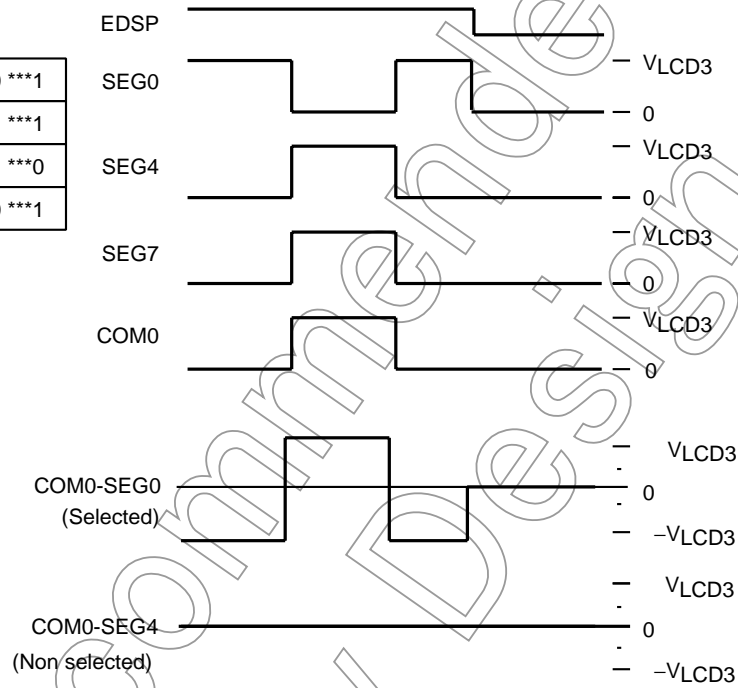 EDSP
VLCD3
***1
SEG0
0
***1
VLCD3
***0
SEG4
0
***1
VLCD3
SEG7
0
VLCD3
COM0
0
VLCD3
COM0-SEG0
0
(Selected)
−VLCD3
VLCD3
COM0-SEG4
0
(Non selected)
−VLCD3